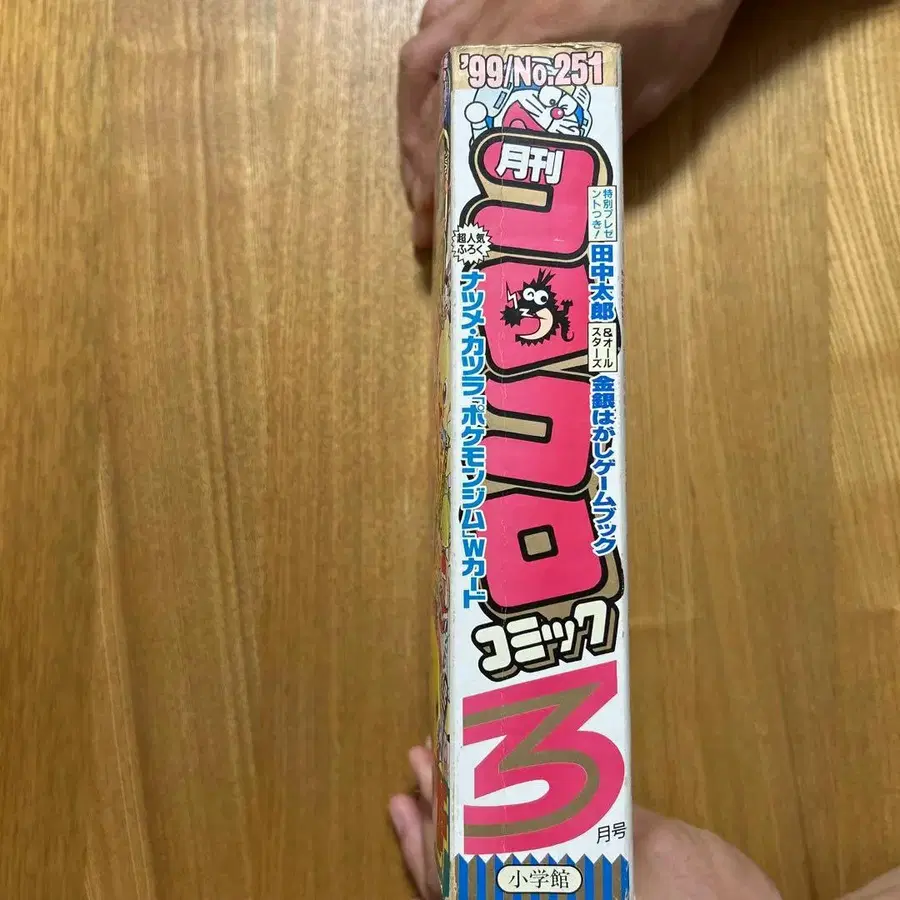 '99/No.251
月刊
コロコロ
コミック
特別プレゼ
ントつき!
田中太郎
&オール
スターズ
金銀はがしゲームブック
超人気
ふろく
ナツメ・カツラ「ポケモンジム」Wカード
3
月号
小学館